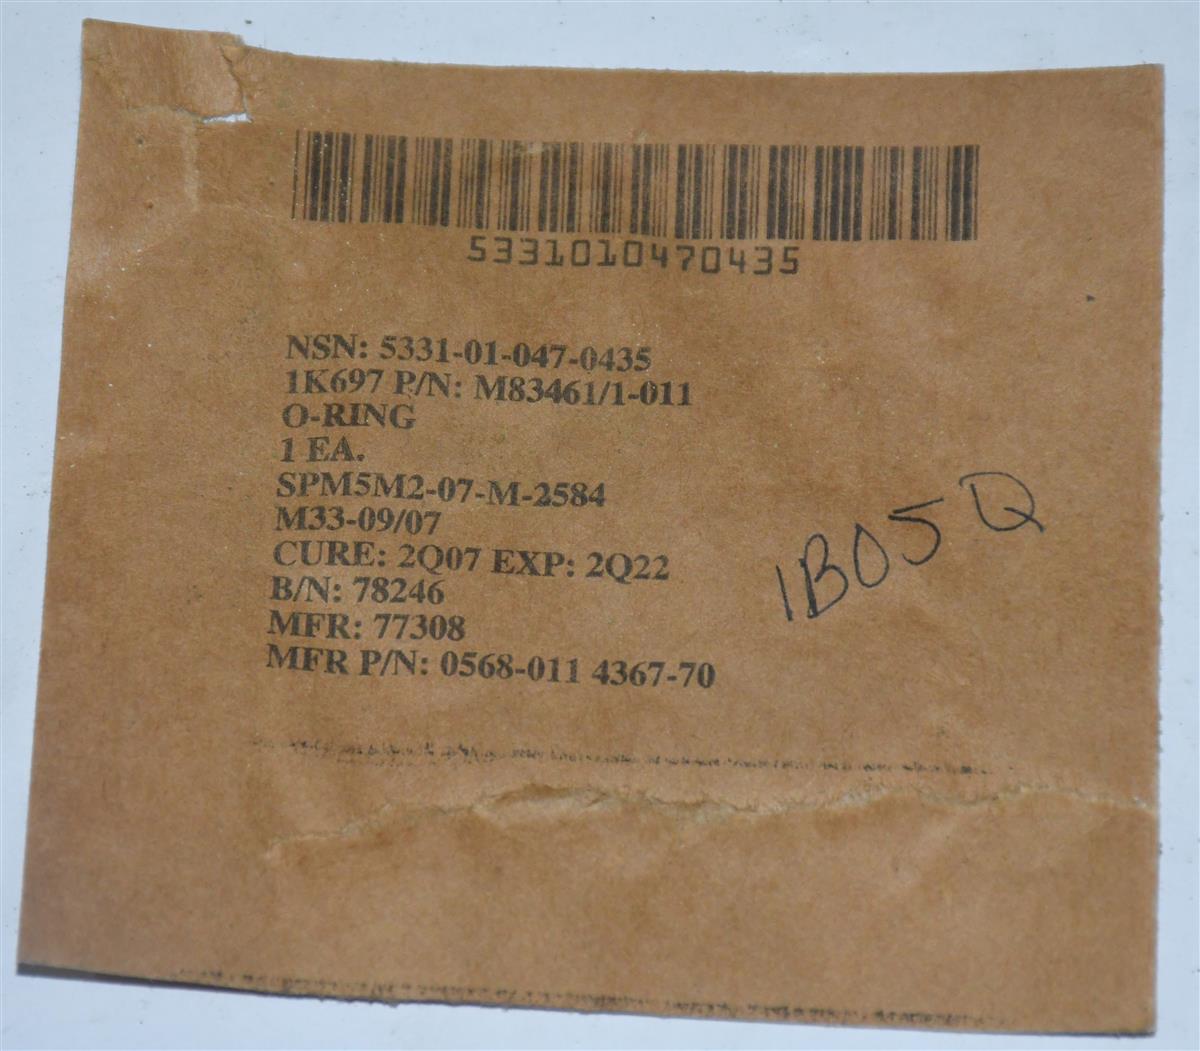 5331010470435
NSN: 5331-01-047-0435
1K697 P/N: M83461/1-011
O-RING
1 EA.
SPM5M2-07-M-2584
M33-09/07
CURE: 2Q07 EXP: 2Q22
B/N: 78246
MFR: 77308
MFR P/N: 0568-011 4367-70
1B05Q